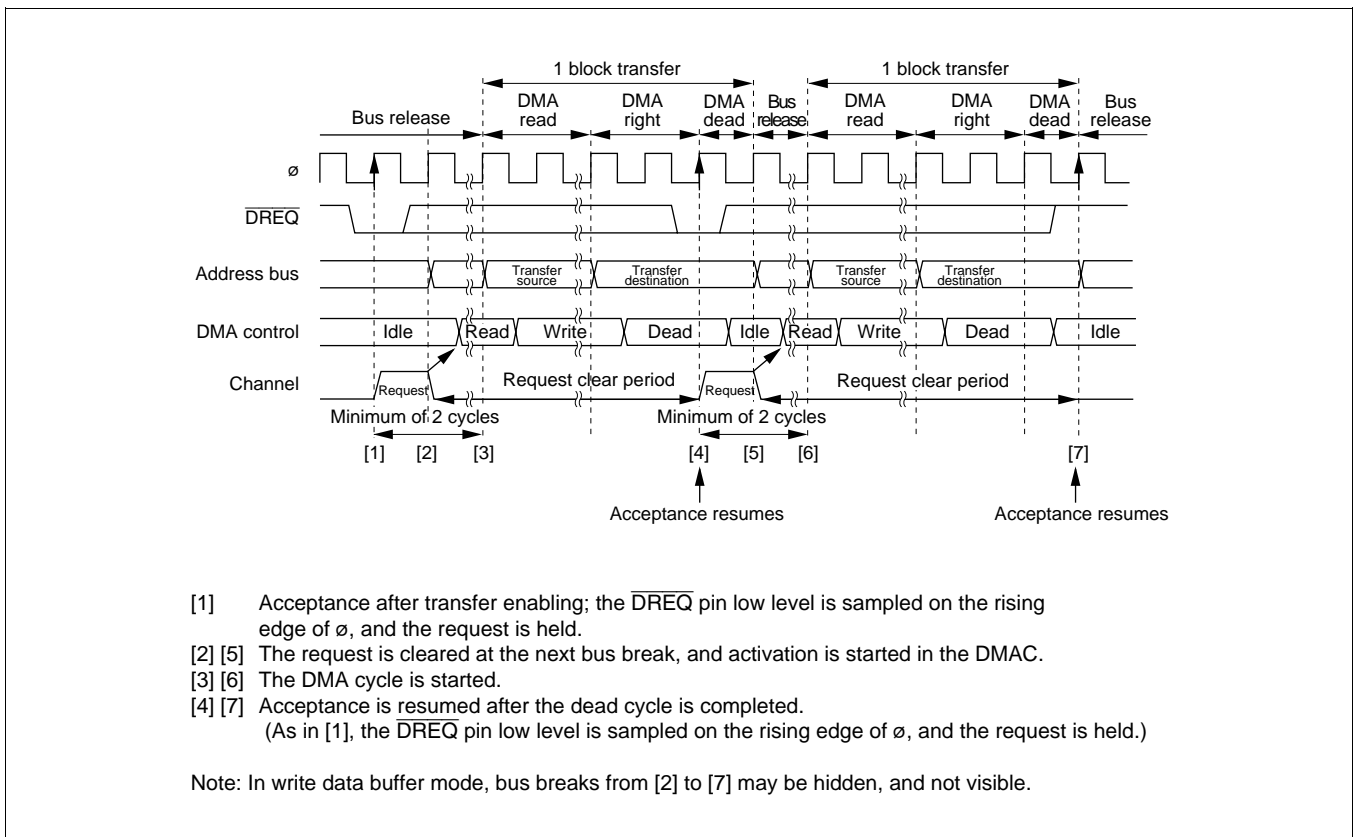 1 block transfer 1 block transfer
Bus release DMA read DMA right DMA dead Bus release DMA read DMA right DMA dead Bus release
ø
DREQ
Address bus Transfer source Transfer destination Transfer source Transfer destination
DMA control Idle Read Write Dead Idle Read Write Dead Idle
Channel Request Request clear period Request Request clear period
Minimum of 2 cycles Minimum of 2 cycles
[1] [2] [3] [4] [5] [6] [7]
Acceptance resumes Acceptance resumes
[1] Acceptance after transfer enabling; the DREQ pin low level is sampled on the rising
edge of ø, and the request is held.
[2] [5] The request is cleared at the next bus break, and activation is started in the DMAC.
[3] [6] The DMA cycle is started.
[4] [7] Acceptance is resumed after the dead cycle is completed.
(As in [1], the DREQ pin low level is sampled on the rising edge of ø, and the request is held.)
Note: In write data buffer mode, bus breaks from [2] to [7] may be hidden, and not visible.